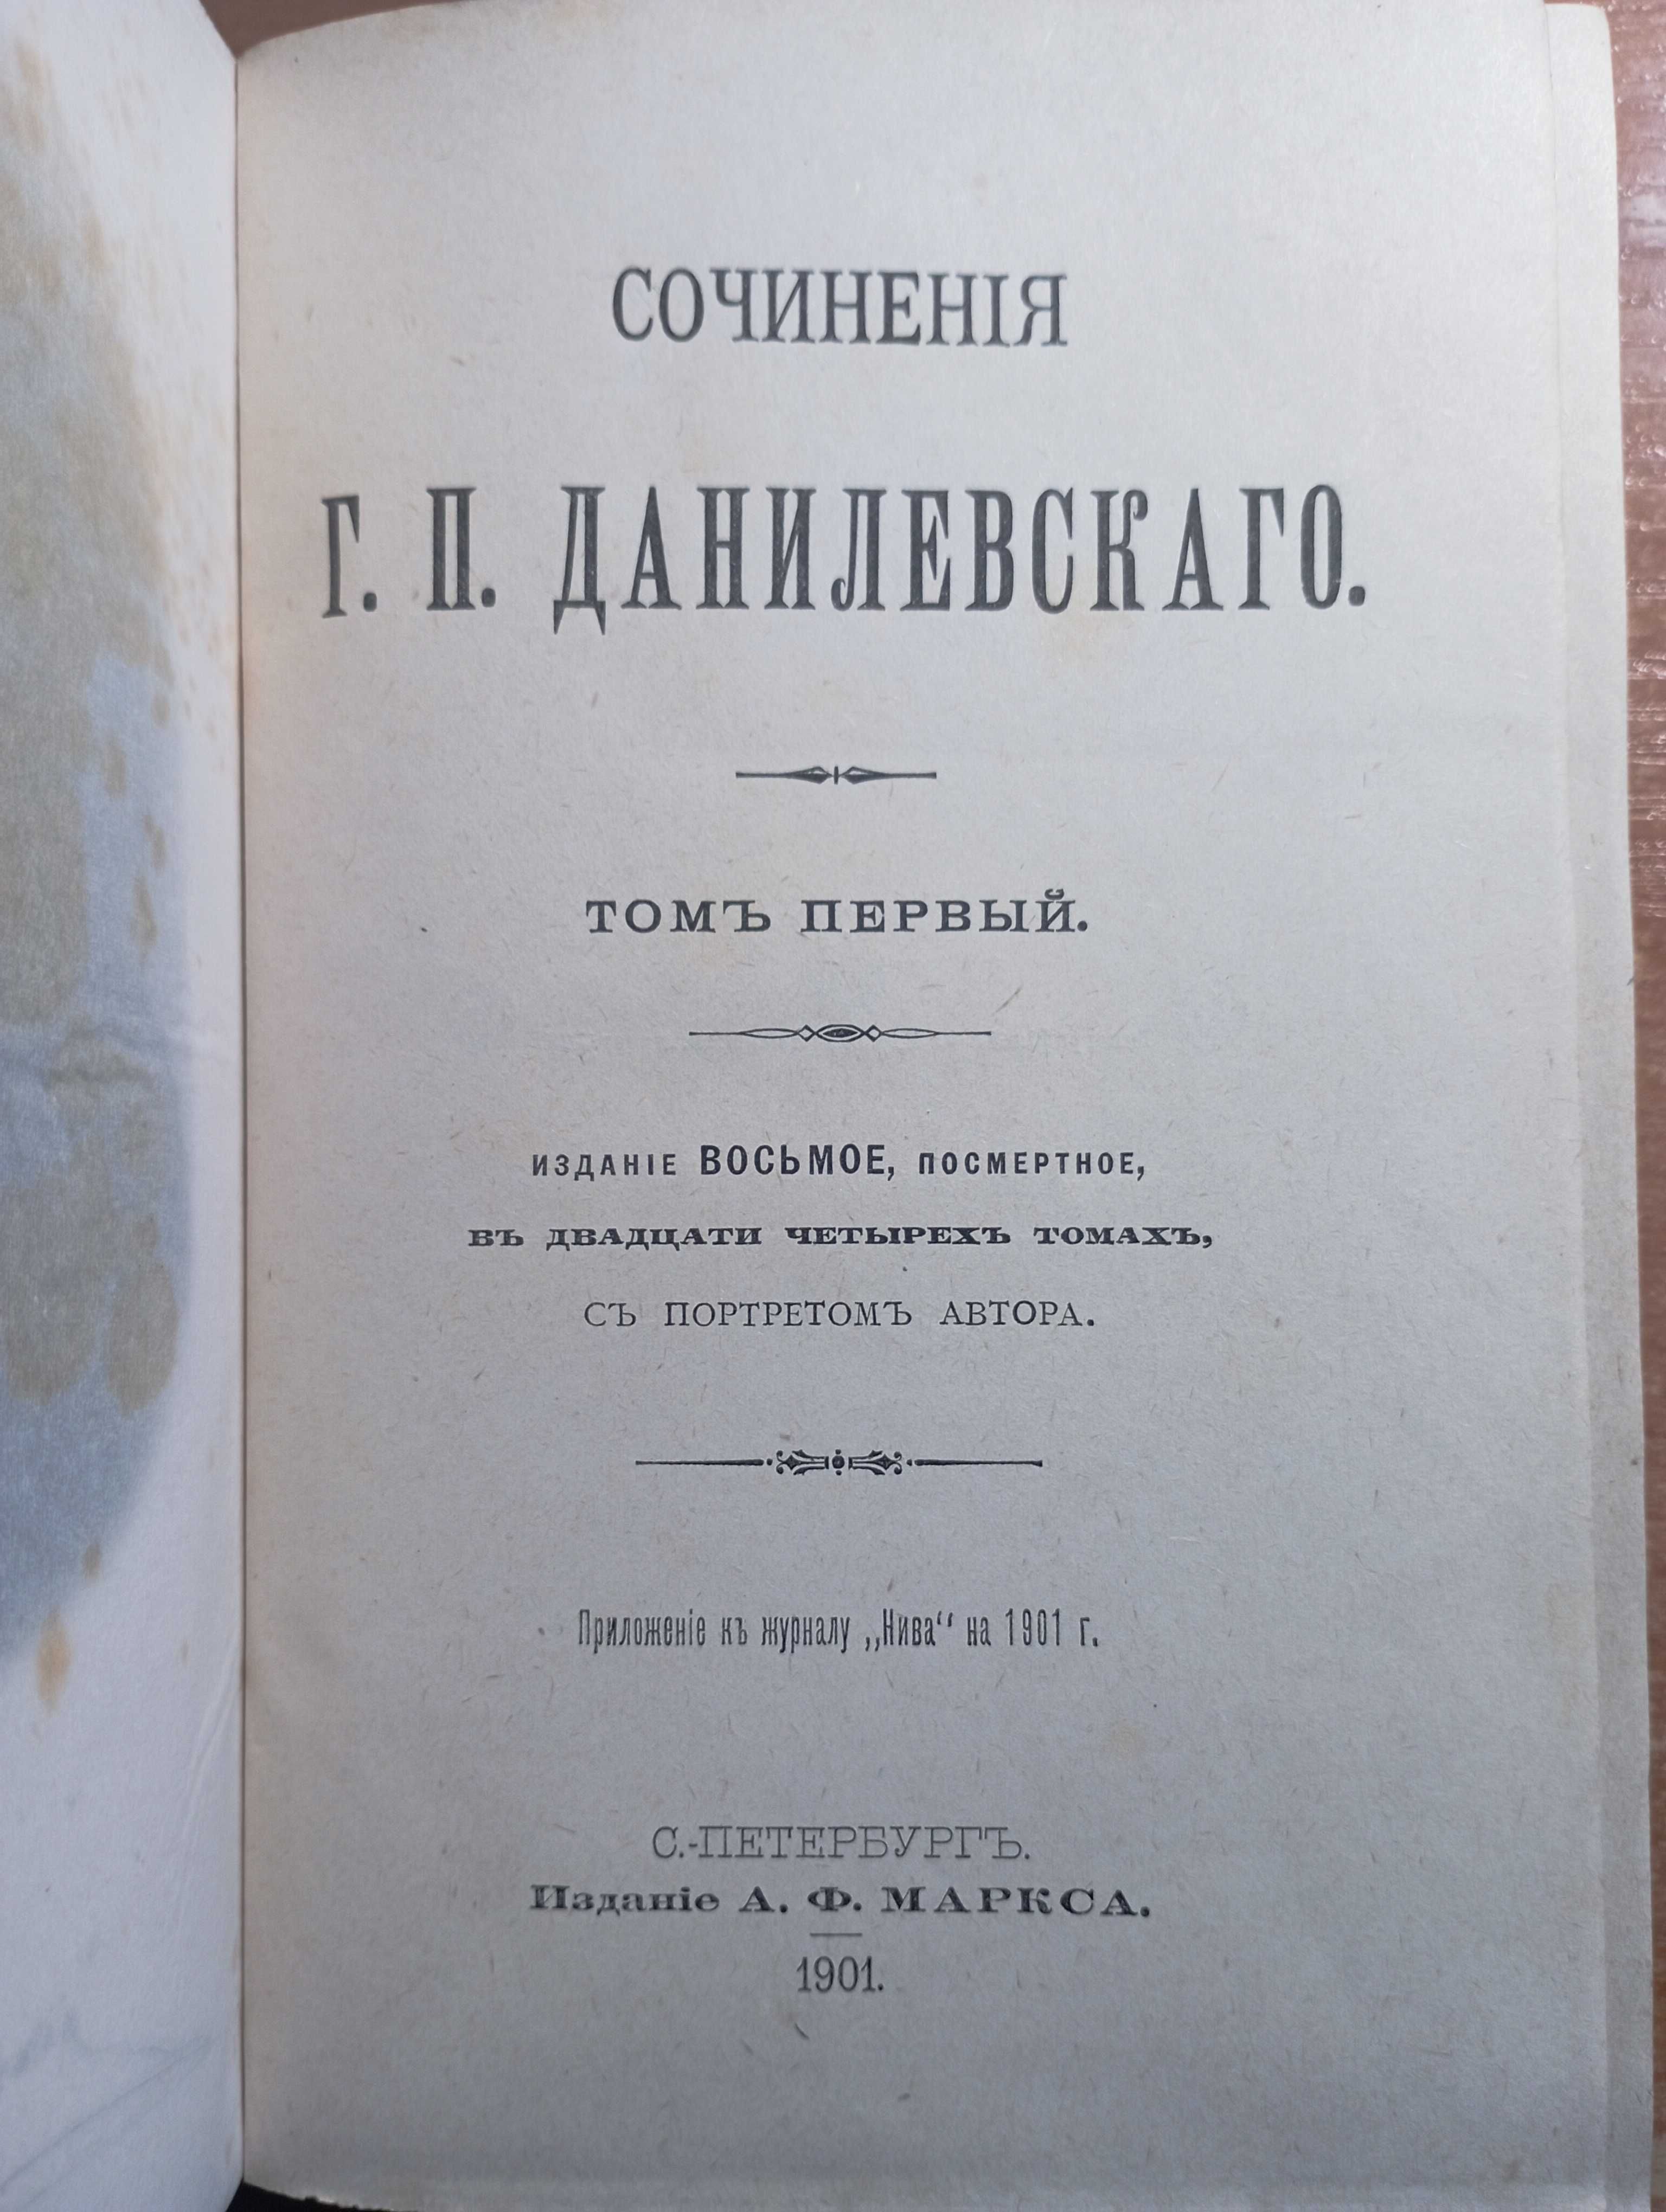 СОЧИНЕНІЯ
Г. П. ДАНИЛЕВСКАГО.
ТОМЪ ПЕРВЫЙ.
ИЗДАНІЕ ВОСЬМОЕ, ПОСМЕРТНОЕ,
ВЪ ДВАДЦАТИ ЧЕТЫРЕХЪ ТОМАХЪ,
СЪ ПОРТРЕТОМЪ АВТОРА.
Приложеніе къ журналу „Нива“ на 1901 г.
С.-ПЕТЕРБУРГЪ.
Изданіе А. Ф. МАРКСА.
1901.